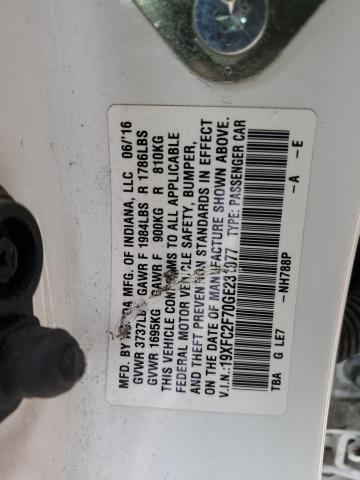 MFD. BY HONDA MFG. OF INDIANA, LLC 06/16
GVWR 3737LBS GAWR F 1984LBS R 1786LBS
GVWR 1695KG GAWR F 900KG R 810KG
THIS VEHICLE CONFORMS TO ALL APPLICABLE
FEDERAL MOTOR VEHICLE SAFETY, BUMPER,
AND THEFT PREVENTION STANDARDS IN EFFECT
ON THE DATE OF MANUFACTURE SHOWN ABOVE.
V.I.N.: TYPE: PASSENGER CAR
TBA G LE7 -NH788P -A -E